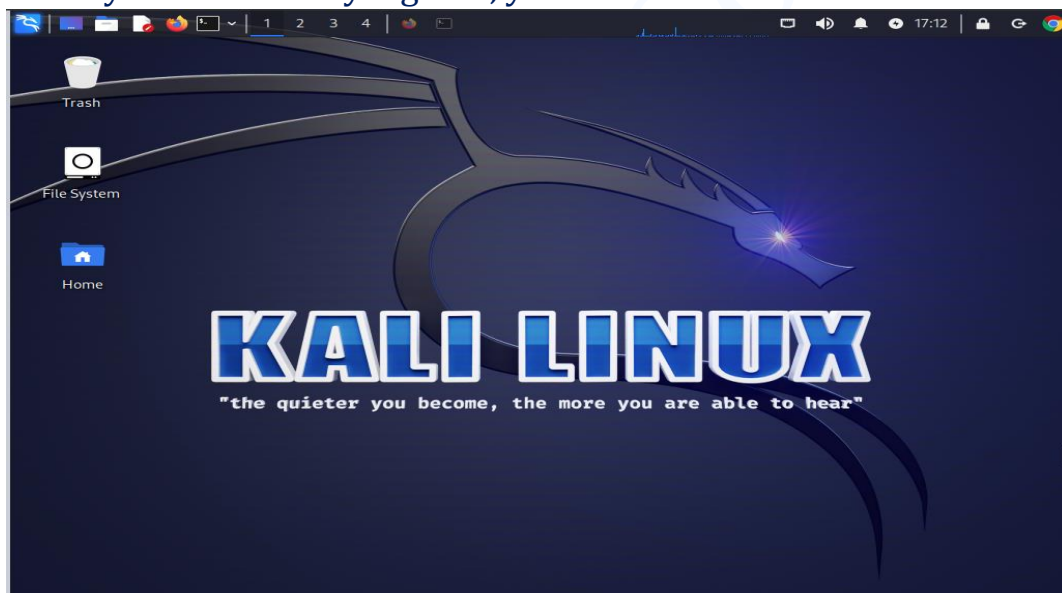 1 2 3 4 17:12
Trash
File System
Home
KALI LINUX
"the quieter you become, the more you are able to hear"